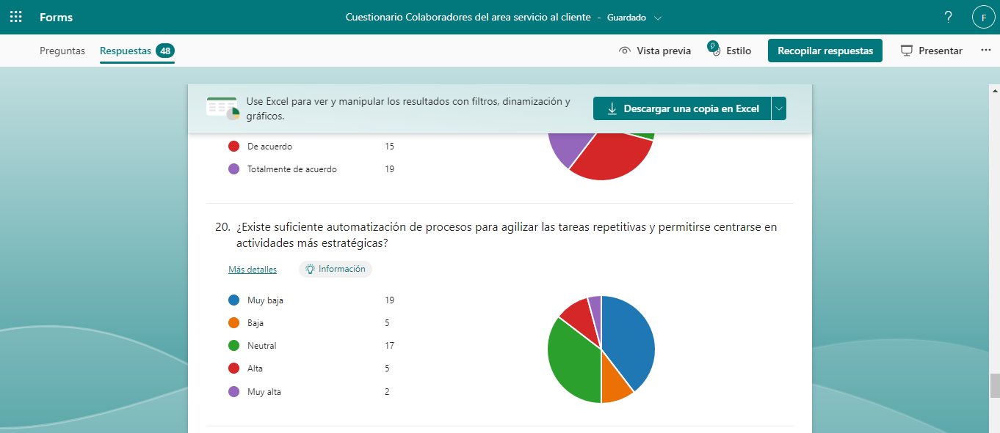 Forms
Cuestionario Colaboradores del area servicio al cliente - Guardado
?
F
Preguntas
Respuestas 48
Vista previa
Estilo
Recopilar respuestas
Presentar
...
Use Excel para ver y manipular los resultados con filtros, dinamización y
gráficos.
Descargar una copia en Excel
De acuerdo 15
Totalmente de acuerdo 19
20. ¿Existe suficiente automatización de procesos para agilizar las tareas repetitivas y permitirse centrarse en
actividades más estratégicas?
Más detalles
Información
Muy baja 19
Baja 5
Neutral 17
Alta 5
Muy alta 2